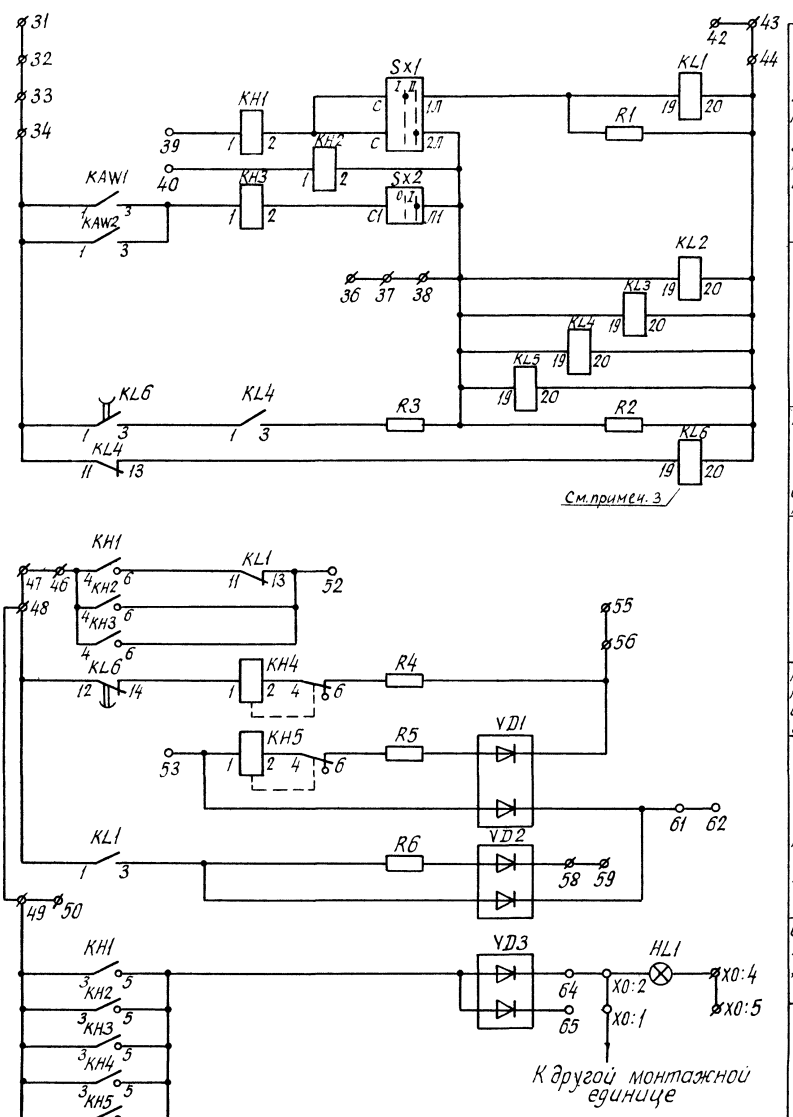 31
42
43
32
44
33
SX1
KL1
I II
KH1
C
1Л
19
20
R1
34
39
1
2
C
2Л
KH2
40
1
2
KAW1
KH3
SX2
0 I
1
3
1
2
C1
Л1
KAW2
1
3
KL2
36
37
38
19
20
KL3
19
20
KL4
19
20
KL5
19
20
KL6
KL4
R3
R2
1
3
1
3
KL4
KL6
11
13
19
20
См.примеч. 3
KH1
KL1
47
46
4
6
11
13
52
48
KH2
4
6
55
KH3
4
6
56
KL6
KH4
R4
12
14
1
2
4
6
KH5
R5
VD1
53
1
2
4
6
61
62
KL1
R6
VD2
1
3
58
59
49
50
KH1
VD3
HL1
3
5
64
X0:2
X0:4
KH2
3
5
65
X0:1
X0:5
KH3
3
5
KH4
3
5
К другой монтажной
единице
KH5